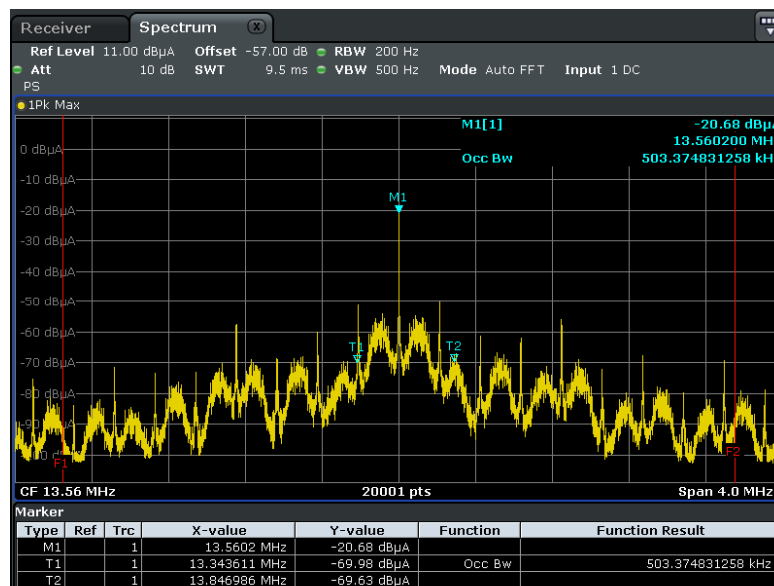 Receiver Spectrum X
Ref Level 11.00 dBµA Offset -57.00 dB RBW 200 Hz
Att 10 dB SWT 9.5 ms VBW 500 Hz Mode Auto FFT Input 1 DC
PS
1Pk Max
M1[1] -20.68 dBµA
13.560200 MH
Occ Bw 503.374831258 kH
0 dBµA
-10 dBµA
M1
-20 dBµA
-30 dBµA
-40 dBµA
-50 dBµA
-60 dBµA
T1 T2
-70 dBµA
-80 dBµA
F1 F2
CF 13.56 MHz 20001 pts Span 4.0 MHz
Marker
Type Ref Trc X-value Y-value Function Function Result
M1 1 13.5602 MHz -20.68 dBµA
T1 1 13.343611 MHz -69.98 dBµA Occ Bw 503.374831258 kHz
T2 1 13.846986 MHz -69.63 dBµA